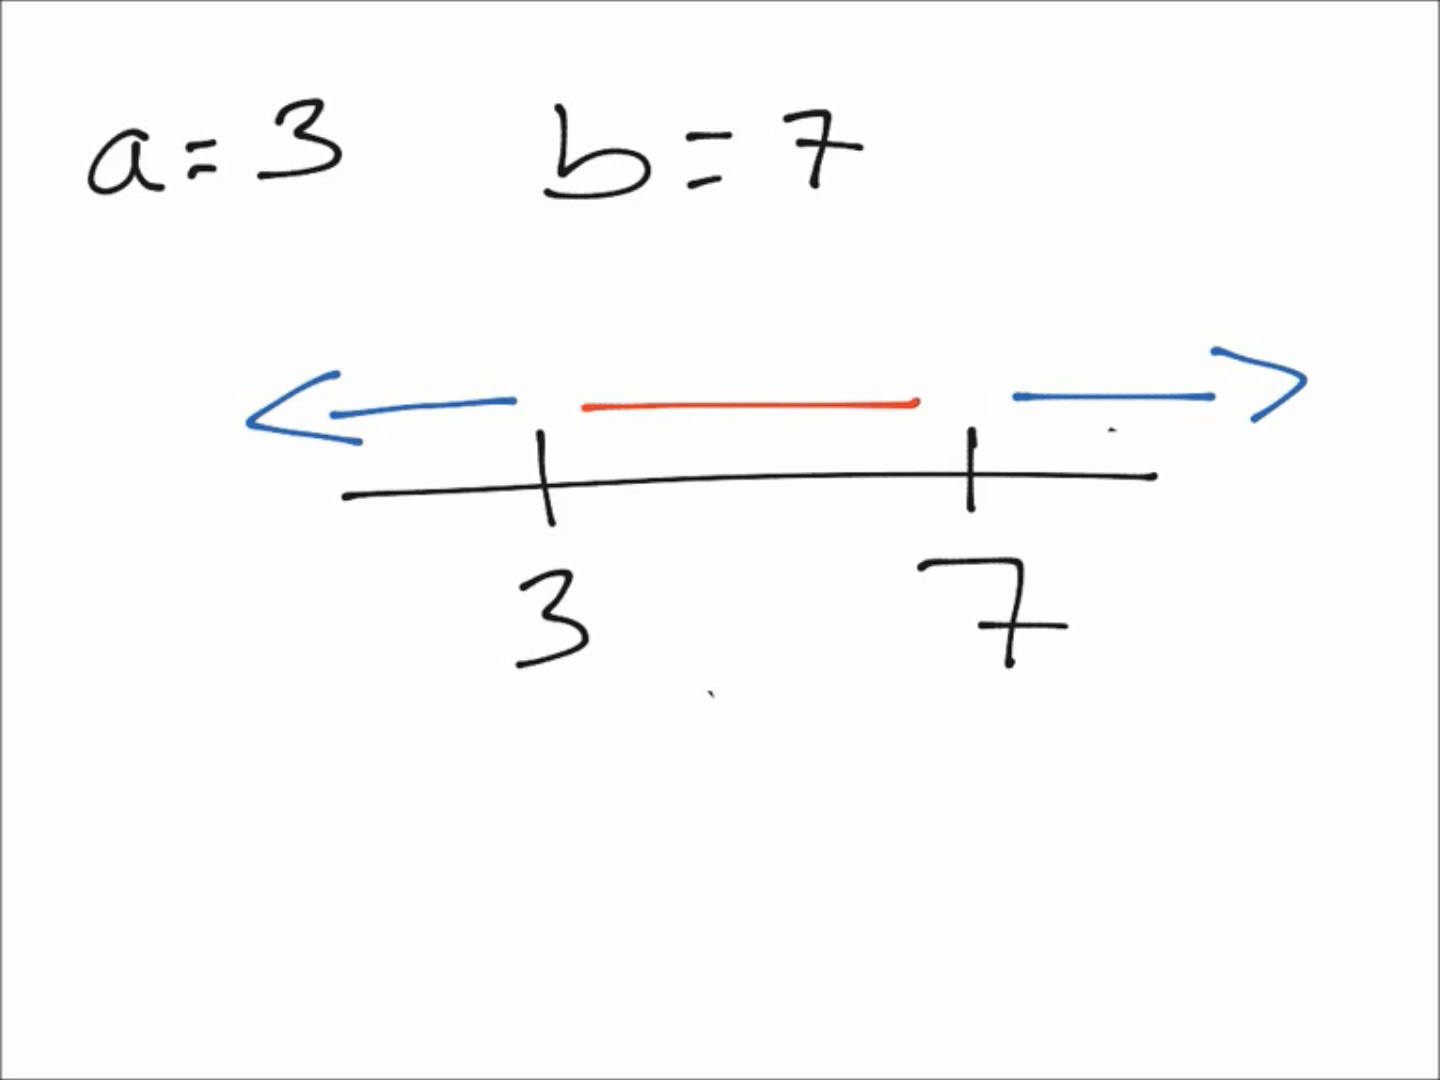 a = 3 b = 7
3 7